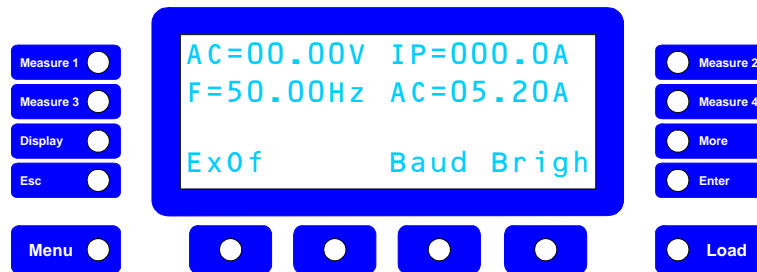 Measure 1
Measure 3
Display
Esc
Menu
AC=00.00V IP=000.0A
F=50.00Hz AC=05.20A
ExOf Baud Brigh
Measure 2
Measure 4
More
Enter
Load